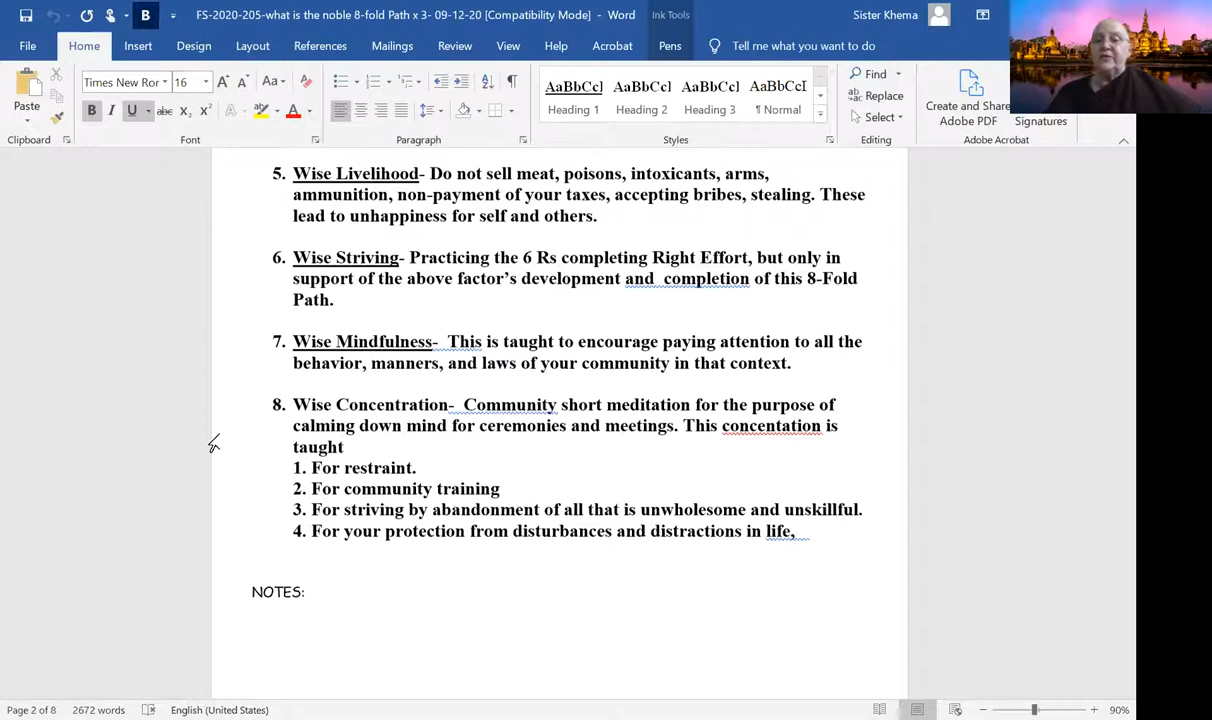 FS-2020-205-what is the noble 8-fold Path x 3- 09-12-20 [Compatibility Mode] - Word
Ink Tools
Sister Khema
File Home Insert Design Layout References Mailings Review View Help Acrobat Pens Tell me what you want to do
Paste
Clipboard
Times New Ror 16
Aa
B I U abc X₂ X²
Font
Paragraph
AaBbCcI AaBbCcI AaBbCcI AaBbCcI
Heading 1 Heading 2 Heading 3 ¶ Normal
Styles
Find
Replace
Select
Editing
Create and Share
Adobe PDF
Signatures
Adobe Acrobat
5. Wise Livelihood- Do not sell meat, poisons, intoxicants, arms,
ammunition, non-payment of your taxes, accepting bribes, stealing. These
lead to unhappiness for self and others.
6. Wise Striving- Practicing the 6 Rs completing Right Effort, but only in
support of the above factor's development and completion of this 8-Fold
Path.
7. Wise Mindfulness- This is taught to encourage paying attention to all the
behavior, manners, and laws of your community in that context.
8. Wise Concentration- Community short meditation for the purpose of
calming down mind for ceremonies and meetings. This concentation is
taught
1. For restraint.
2. For community training
3. For striving by abandonment of all that is unwholesome and unskillful.
4. For your protection from disturbances and distractions in life,
NOTES:
Page 2 of 8 2672 words English (United States) 90%